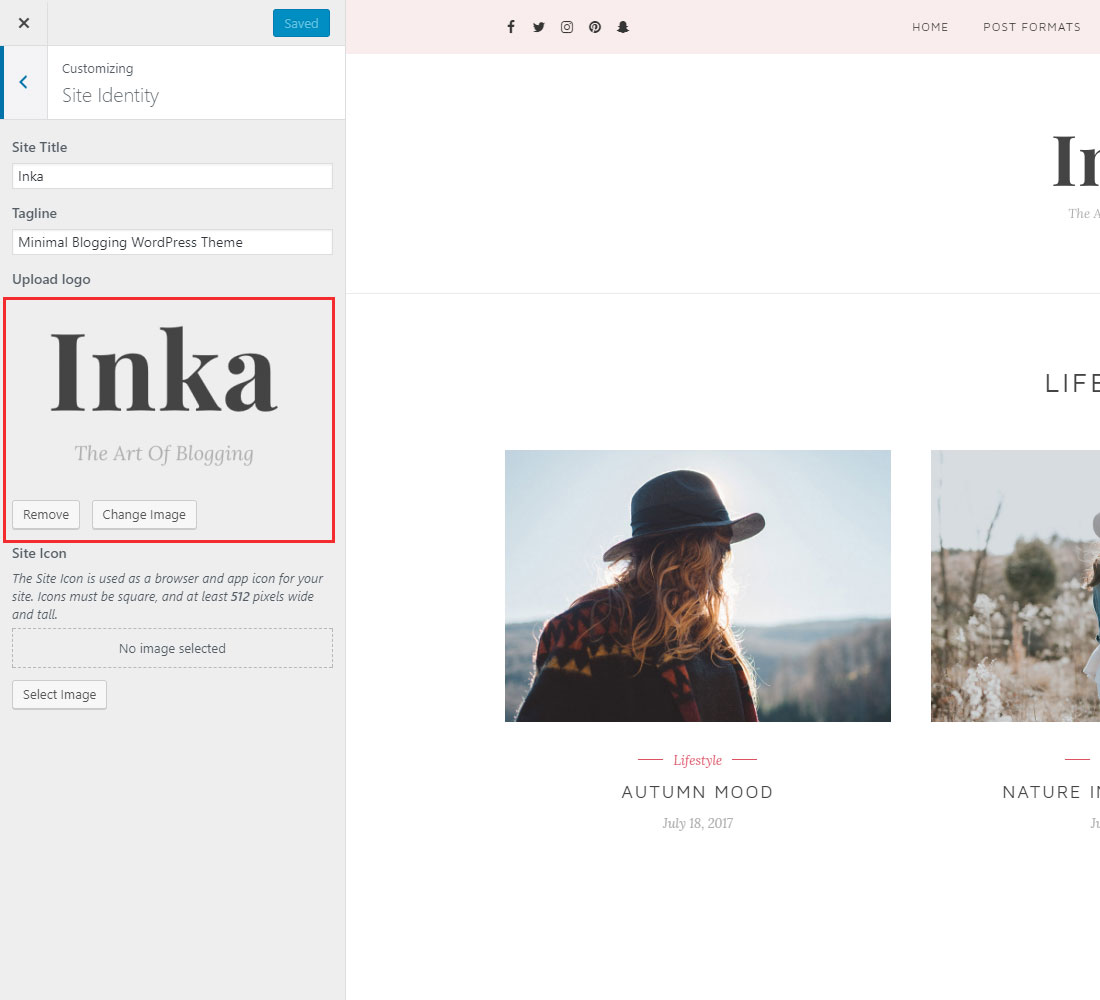 Saved
Customizing
Site Identity
Site Title
Inka
Tagline
Minimal Blogging WordPress Theme
Upload logo
Inka
The Art Of Blogging
Remove
Change Image
Site Icon
The Site Icon is used as a browser and app icon for your
site. Icons must be square, and at least 512 pixels wide
and tall.
No image selected
Select Image
HOME
POST FORMATS
In
The A
LIFE
Lifestyle
AUTUMN MOOD
July 18, 2017
NATURE IN
Ju